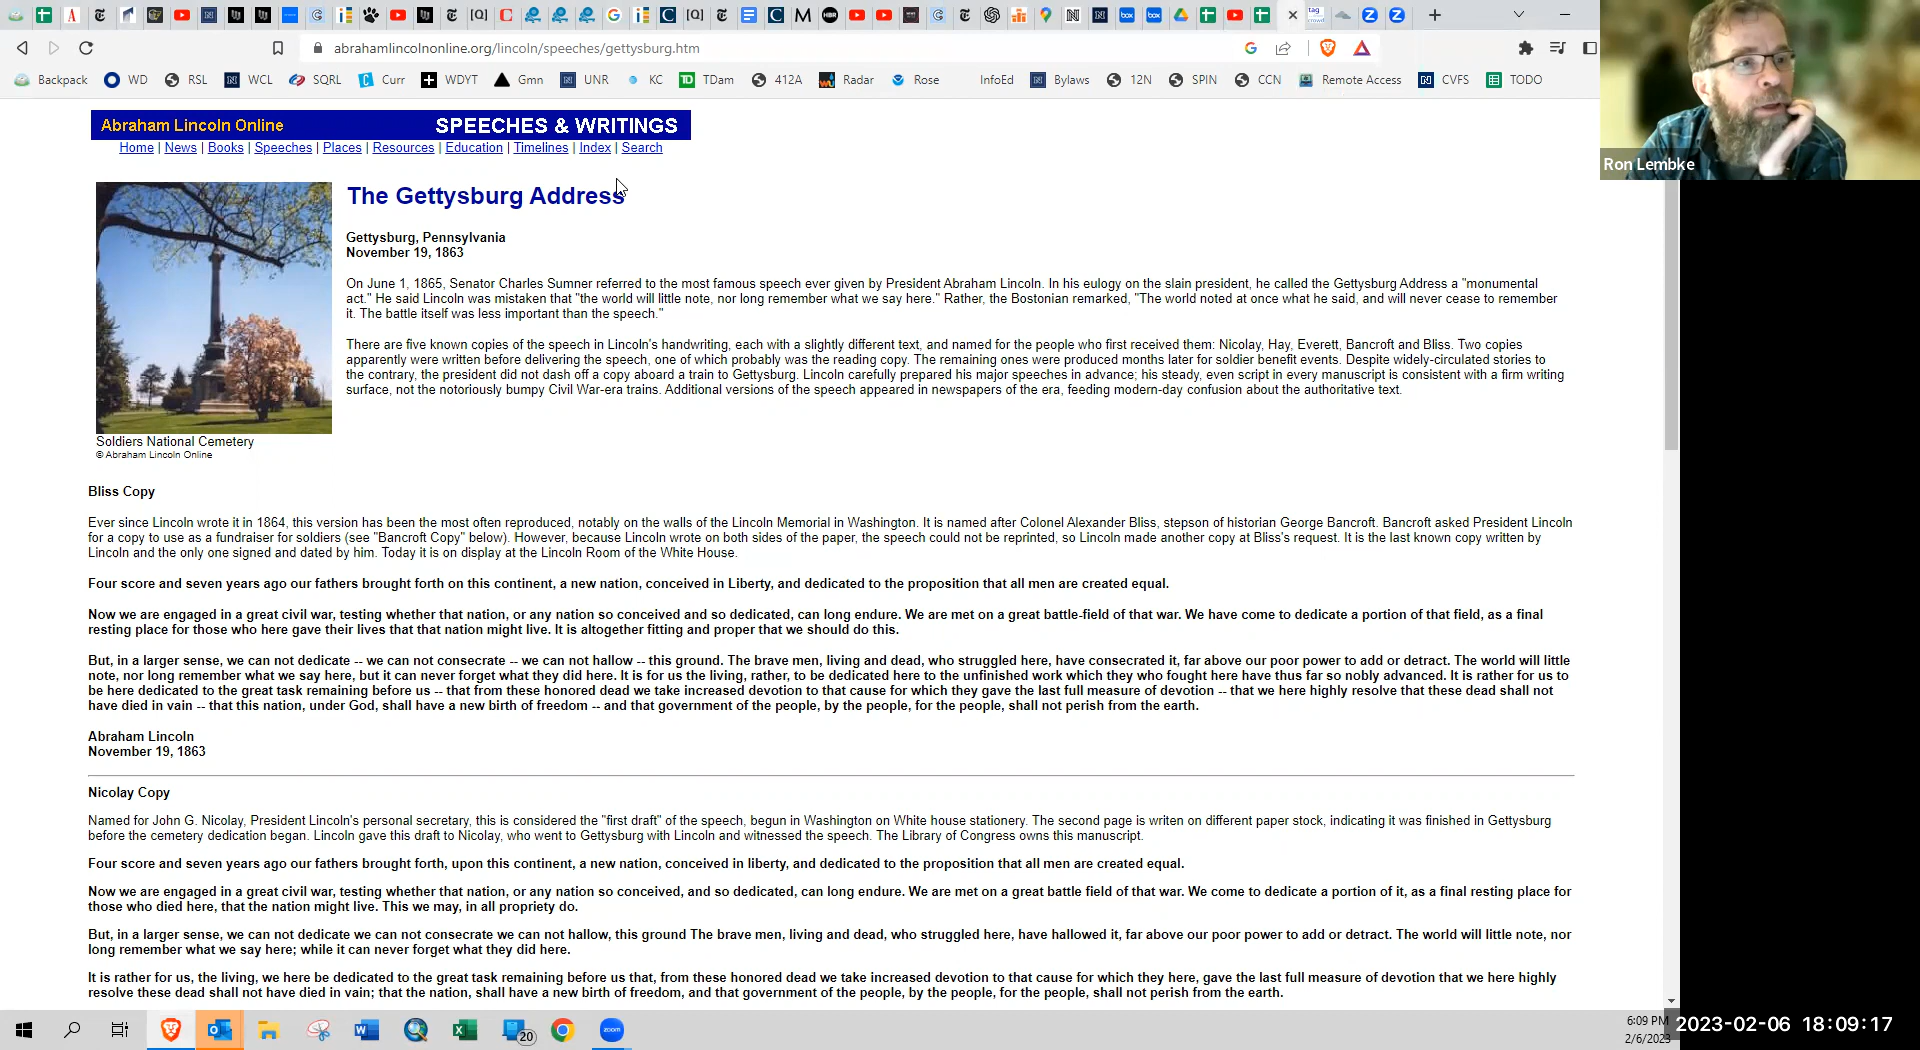 abrahamlincolnonline.org/lincoln/speeches/gettysburg.htm
Backpack WD RSL WCL SQRL Curr WDYT Gmn UNR KC TDam 412A Radar Rose InfoEd Bylaws 12N SPIN CCN Remote Access CVFS TODO
Ron Lembke
Abraham Lincoln Online SPEECHES & WRITINGS
Home | News | Books | Speeches | Places | Resources | Education | Timelines | Index | Search
The Gettysburg Address
Gettysburg, Pennsylvania
November 19, 1863
On June 1, 1865, Senator Charles Sumner referred to the most famous speech ever given by President Abraham Lincoln. In his eulogy on the slain president, he called the Gettysburg Address a "monumental
act." He said Lincoln was mistaken that "the world will little note, nor long remember what we say here." Rather, the Bostonian remarked, "The world noted at once what he said, and will never cease to remember
it. The battle itself was less important than the speech."
There are five known copies of the speech in Lincoln's handwriting, each with a slightly different text, and named for the people who first received them: Nicolay, Hay, Everett, Bancroft and Bliss. Two copies
apparently were written before delivering the speech, one of which probably was the reading copy. The remaining ones were produced months later for soldier benefit events. Despite widely-circulated stories to
the contrary, the president did not dash off a copy aboard a train to Gettysburg. Lincoln carefully prepared his major speeches in advance; his steady, even script in every manuscript is consistent with a firm writing
surface, not the notoriously bumpy Civil War-era trains. Additional versions of the speech appeared in newspapers of the era, feeding modern-day confusion about the authoritative text.
Soldiers National Cemetery
© Abraham Lincoln Online
Bliss Copy
Ever since Lincoln wrote it in 1864, this version has been the most often reproduced, notably on the walls of the Lincoln Memorial in Washington. It is named after Colonel Alexander Bliss, stepson of historian George Bancroft. Bancroft asked President Lincoln
for a copy to use as a fundraiser for soldiers (see "Bancroft Copy" below). However, because Lincoln wrote on both sides of the paper, the speech could not be reprinted, so Lincoln made another copy at Bliss's request. It is the last known copy written by
Lincoln and the only one signed and dated by him. Today it is on display at the Lincoln Room of the White House.
Four score and seven years ago our fathers brought forth on this continent, a new nation, conceived in Liberty, and dedicated to the proposition that all men are created equal.
Now we are engaged in a great civil war, testing whether that nation, or any nation so conceived and so dedicated, can long endure. We are met on a great battle-field of that war. We have come to dedicate a portion of that field, as a final
resting place for those who here gave their lives that that nation might live. It is altogether fitting and proper that we should do this.
But, in a larger sense, we can not dedicate -- we can not consecrate -- we can not hallow -- this ground. The brave men, living and dead, who struggled here, have consecrated it, far above our poor power to add or detract. The world will little
note, nor long remember what we say here, but it can never forget what they did here. It is for us the living, rather, to be dedicated here to the unfinished work which they who fought here have thus far so nobly advanced. It is rather for us to
be here dedicated to the great task remaining before us -- that from these honored dead we take increased devotion to that cause for which they gave the last full measure of devotion -- that we here highly resolve that these dead shall not
have died in vain -- that this nation, under God, shall have a new birth of freedom -- and that government of the people, by the people, for the people, shall not perish from the earth.
Abraham Lincoln
November 19, 1863
Nicolay Copy
Named for John G. Nicolay, President Lincoln's personal secretary, this is considered the "first draft" of the speech, begun in Washington on White house stationery. The second page is writen on different paper stock, indicating it was finished in Gettysburg
before the cemetery dedication began. Lincoln gave this draft to Nicolay, who went to Gettysburg with Lincoln and witnessed the speech. The Library of Congress owns this manuscript.
Four score and seven years ago our fathers brought forth, upon this continent, a new nation, conceived in liberty, and dedicated to the proposition that all men are created equal.
Now we are engaged in a great civil war, testing whether that nation, or any nation so conceived, and so dedicated, can long endure. We are met on a great battle field of that war. We come to dedicate a portion of it, as a final resting place for
those who died here, that the nation might live. This we may, in all propriety do.
But, in a larger sense, we can not dedicate we can not consecrate we can not hallow, this ground The brave men, living and dead, who struggled here, have hallowed it, far above our poor power to add or detract. The world will little note, nor
long remember what we say here; while it can never forget what they did here.
It is rather for us, the living, we here be dedicated to the great task remaining before us that, from these honored dead we take increased devotion to that cause for which they here, gave the last full measure of devotion that we here highly
resolve these dead shall not have died in vain; that the nation, shall have a new birth of freedom, and that government of the people, by the people, for the people, shall not perish from the earth.
20
zoom
6:09 PM
2/6/2023
2023-02-06 18:09:17